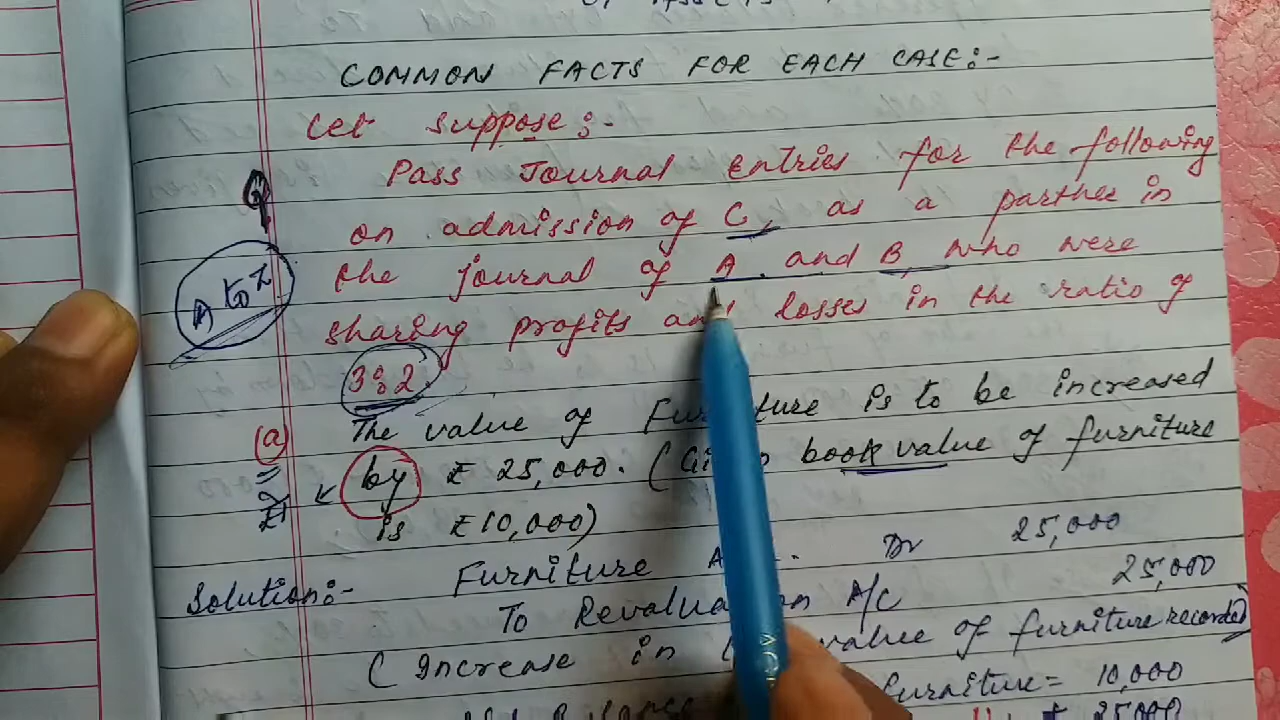 COMMON FACTS FOR EACH CASE:-
Let suppose:-
Q Pass Journal Entries for the following
on admission of C, as a partner in
the journal of A and B, who were
sharing profits and losses in the ratio of
3:2
A to Z
(a) The value of Furniture is to be increased
by ₹ 25,000. (Given book value of furniture
is ₹10,000)
Solution:- Furniture A Dr 25,000
To Revaluation A/C 25,000
(Increase in value of furniture recorded)
furniture = 10,000
+ 25,000